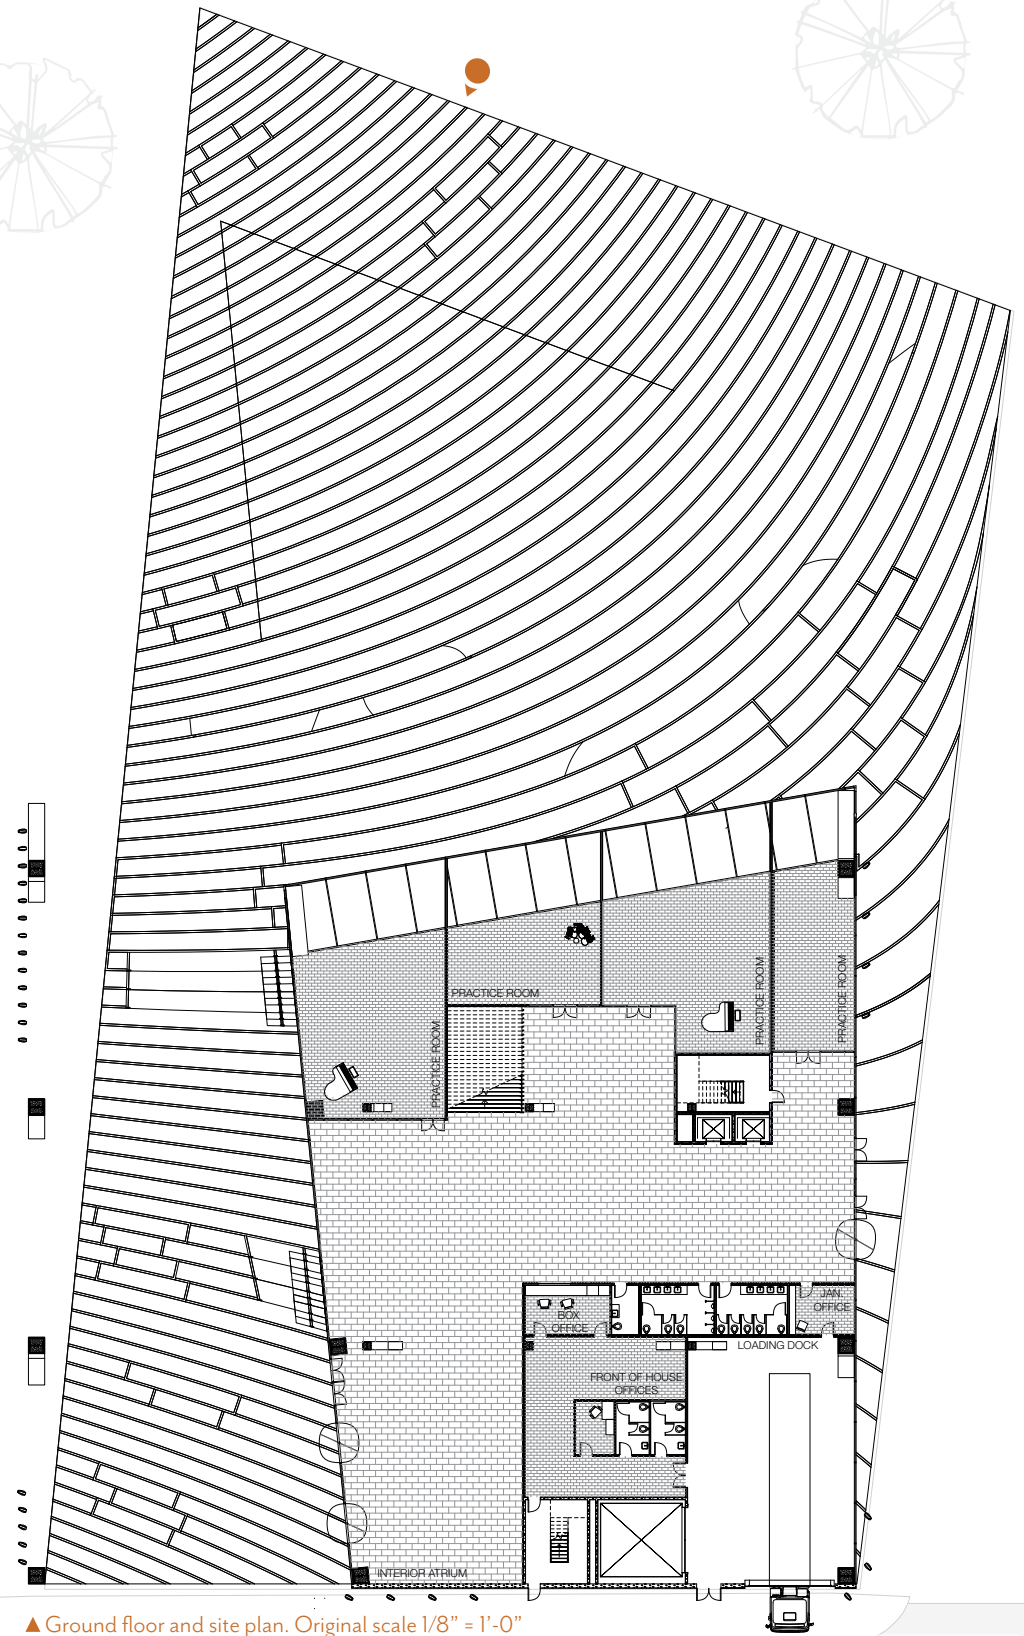 PRACTICE ROOM
PRACTICE ROOM
PRACTICE ROOM
PRACTICE ROOM
BOX
OFFICE
JAN.
OFFICE
LOADING DOCK
FRONT OF HOUSE
OFFICES
INTERIOR ATRIUM
▲Ground floor and site plan. Original scale 1/8” = 1’-0”